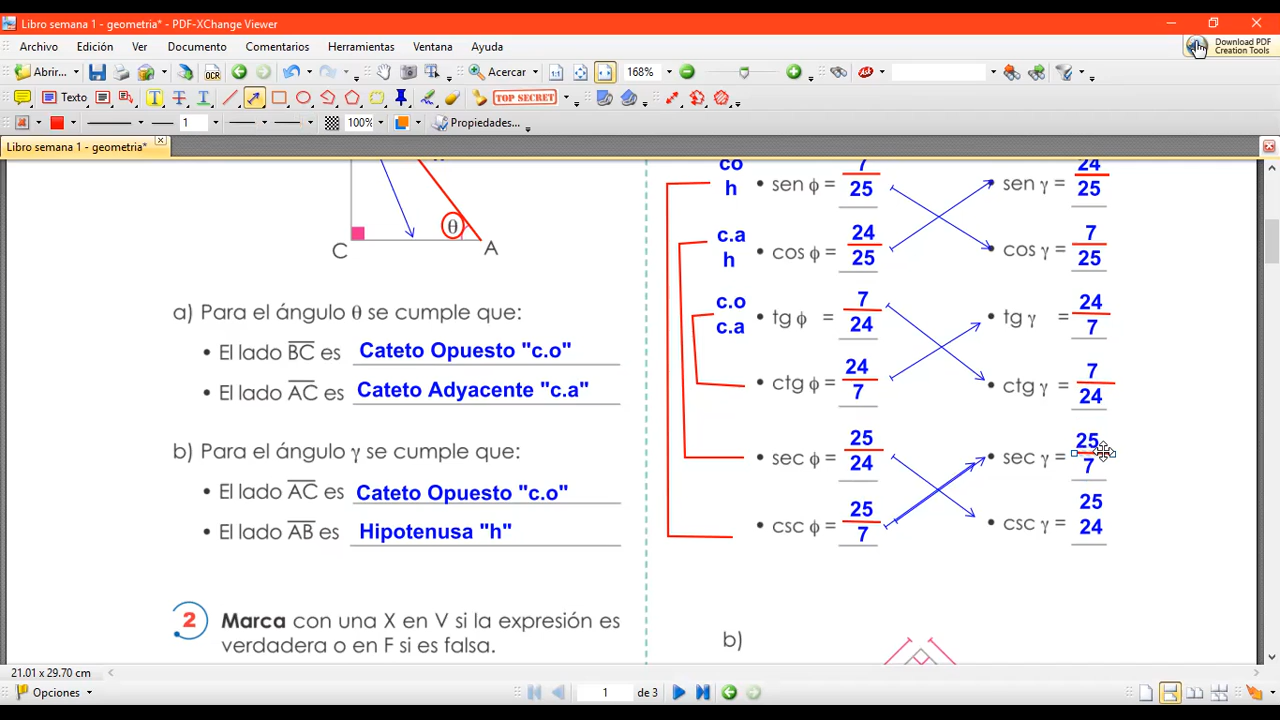 Libro semana 1 - geometria* - PDF-XChange Viewer
Archivo Edición Ver Documento Comentarios Herramientas Ventana Ayuda
Download PDF
Creation Tools
Abrir... OCR Acercar 168%
Texto TOP SECRET
1 100% Propiedades...
Libro semana 1 - geometria*
θ
C A
a) Para el ángulo θ se cumple que:
• El lado BC es Cateto Opuesto "c.o"
• El lado AC es Cateto Adyacente "c.a"
b) Para el ángulo γ se cumple que:
• El lado AC es Cateto Opuesto "c.o"
• El lado AB es Hipotenusa "h"
2 Marca con una X en V si la expresión es
verdadera o en F si es falsa.
co
h
• sen ϕ = 7/25
• sen γ = 24/25
c.a
h
• cos ϕ = 24/25
• cos γ = 7/25
c.o
c.a
• tg ϕ = 7/24
• tg γ = 24/7
• ctg ϕ = 24/7
• ctg γ = 7/24
• sec ϕ = 25/24
• sec γ = 25/7
• csc ϕ = 25/7
• csc γ = 25
24
b)
21.01 x 29.70 cm
Opciones 1 de 3